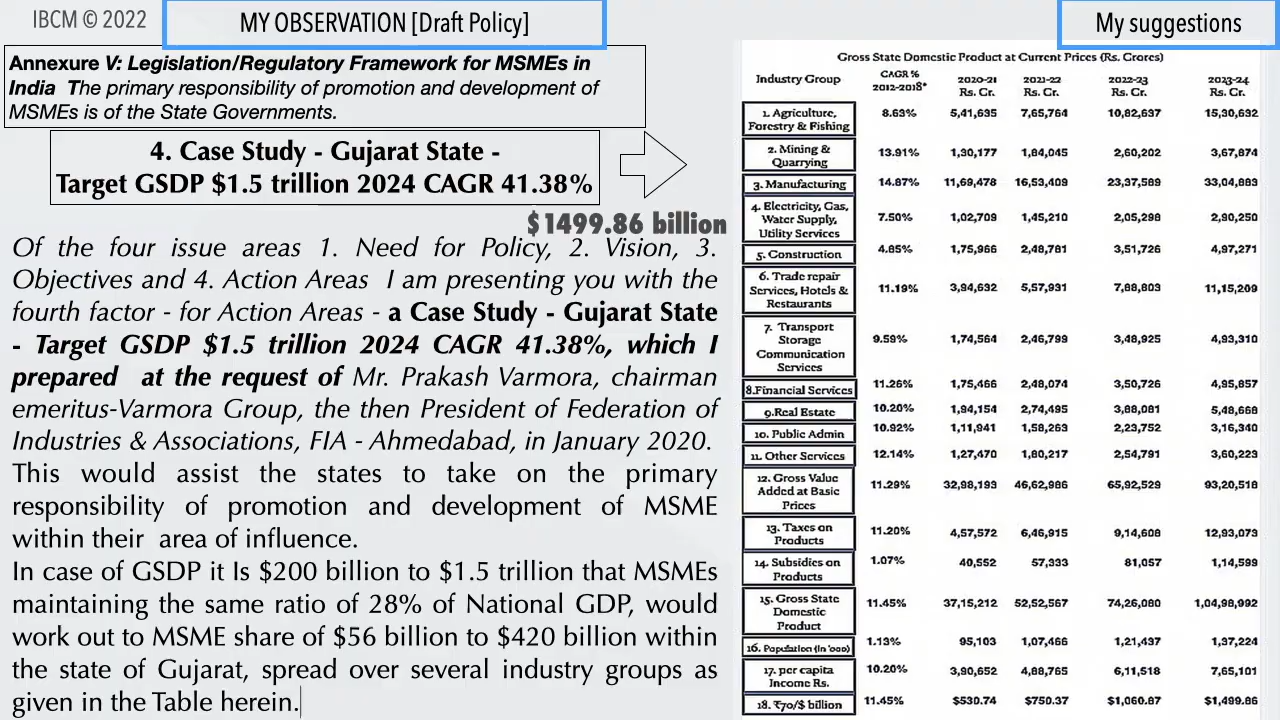 IBCM © 2022
MY OBSERVATION [Draft Policy]
My suggestions
Annexure V: Legislation/Regulatory Framework for MSMEs in
India The primary responsibility of promotion and development of
MSMEs is of the State Governments.
4. Case Study - Gujarat State -
Target GSDP $1.5 trillion 2024 CAGR 41.38%
$1499.86 billion
Of the four issue areas 1. Need for Policy, 2. Vision, 3.
Objectives and 4. Action Areas I am presenting you with the
fourth factor - for Action Areas - a Case Study - Gujarat State
- Target GSDP $1.5 trillion 2024 CAGR 41.38%, which I
prepared at the request of Mr. Prakash Varmora, chairman
emeritus-Varmora Group, the then President of Federation of
Industries & Associations, FIA - Ahmedabad, in January 2020.
This would assist the states to take on the primary
responsibility of promotion and development of MSME
within their area of influence.
In case of GSDP it Is $200 billion to $1.5 trillion that MSMEs
maintaining the same ratio of 28% of National GDP, would
work out to MSME share of $56 billion to $420 billion within
the state of Gujarat, spread over several industry groups as
given in the Table herein.
Gross State Domestic Product at Current Prices (Rs. Crores)
Industry Group CAGR % 2012-2018* 2020-21 Rs. Cr. 2021-22 Rs. Cr. 2022-23 Rs. Cr. 2023-24 Rs. Cr.
1. Agriculture, Forestry & Fishing 8.63% 5,41,635 7,65,764 10,82,637 15,30,632
2. Mining & Quarrying 13.91% 1,30,177 1,84,045 2,60,202 3,67,874
3. Manufacturing 14.87% 11,69,478 16,53,409 23,37,589 33,04,883
4. Electricity, Gas, Water Supply, Utility Services 7.50% 1,02,709 1,45,210 2,05,298 2,90,250
5. Construction 4.85% 1,75,966 2,48,781 3,51,726 4,97,271
6. Trade repair Services, Hotels & Restaurants 11.19% 3,94,632 5,57,931 7,88,803 11,15,209
7. Transport Storage Communication Services 9.59% 1,74,564 2,46,799 3,48,925 4,93,310
8.Financial Services 11.26% 1,75,466 2,48,074 3,50,726 4,95,857
9.Real Estate 10.20% 1,94,154 2,74,495 3,88,081 5,48,668
10. Public Admin 10.92% 1,11,941 1,58,263 2,23,752 3,16,340
11. Other Services 12.14% 1,27,470 1,80,217 2,54,791 3,60,223
12. Gross Value Added at Basic Prices 11.29% 32,98,193 46,62,986 65,92,529 93,20,518
13. Taxes on Products 11.20% 4,57,572 6,46,915 9,14,608 12,93,073
14. Subsidies on Products 1.07% 40,552 57,333 81,057 1,14,599
15. Gross State Domestic Product 11.45% 37,15,212 52,52,567 74,26,080 1,04,98,992
16. Population (in '000) 1.13% 95,103 1,07,466 1,21,437 1,37,224
17. per capita Income Rs. 10.20% 3,90,652 4,88,765 6,11,518 7,65,101
18. ₹70/$ billion 11.45% $530.74 $750.37 $1,060.87 $1,499.86